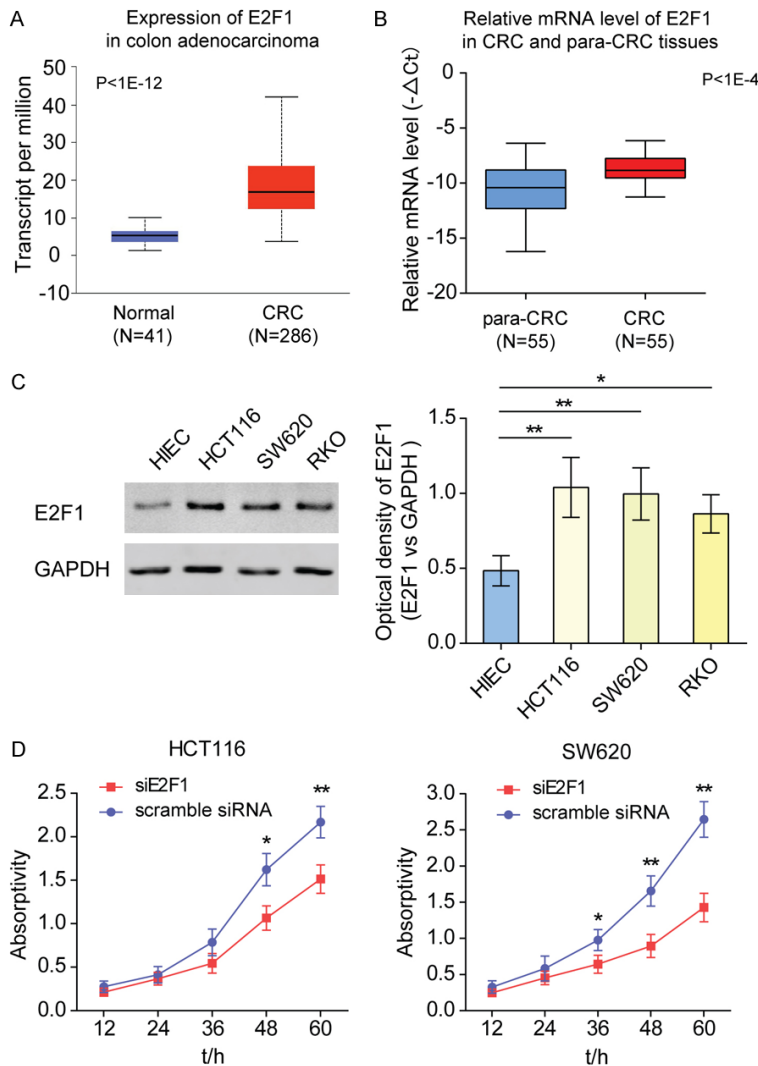 A
Expression of E2F1
in colon adenocarcinoma
P<1E-12
Transcript per million
50
40
30
20
10
0
-10
Normal
(N=41)
CRC
(N=286)
B
Relative mRNA level of E2F1
in CRC and para-CRC tissues
P<1E-4
Relative mRNA level (-△Ct)
0
-5
-10
-15
-20
para-CRC
(N=55)
CRC
(N=55)
C
HIEC
HCT116
SW620
RKO
E2F1
GAPDH
Optical density of E2F1
(E2F1 vs GAPDH )
1.5
1.0
0.5
0.0
*
**
**
HIEC
HCT116
SW620
RKO
D
HCT116
siE2F1
scramble siRNA
Absorptivity
2.5
2.0
1.5
1.0
0.5
0.0
*
**
12
24
36
48
60
t/h
SW620
siE2F1
scramble siRNA
Absorptivity
3.0
2.5
2.0
1.5
1.0
0.5
0.0
*
**
**
12
24
36
48
60
t/h